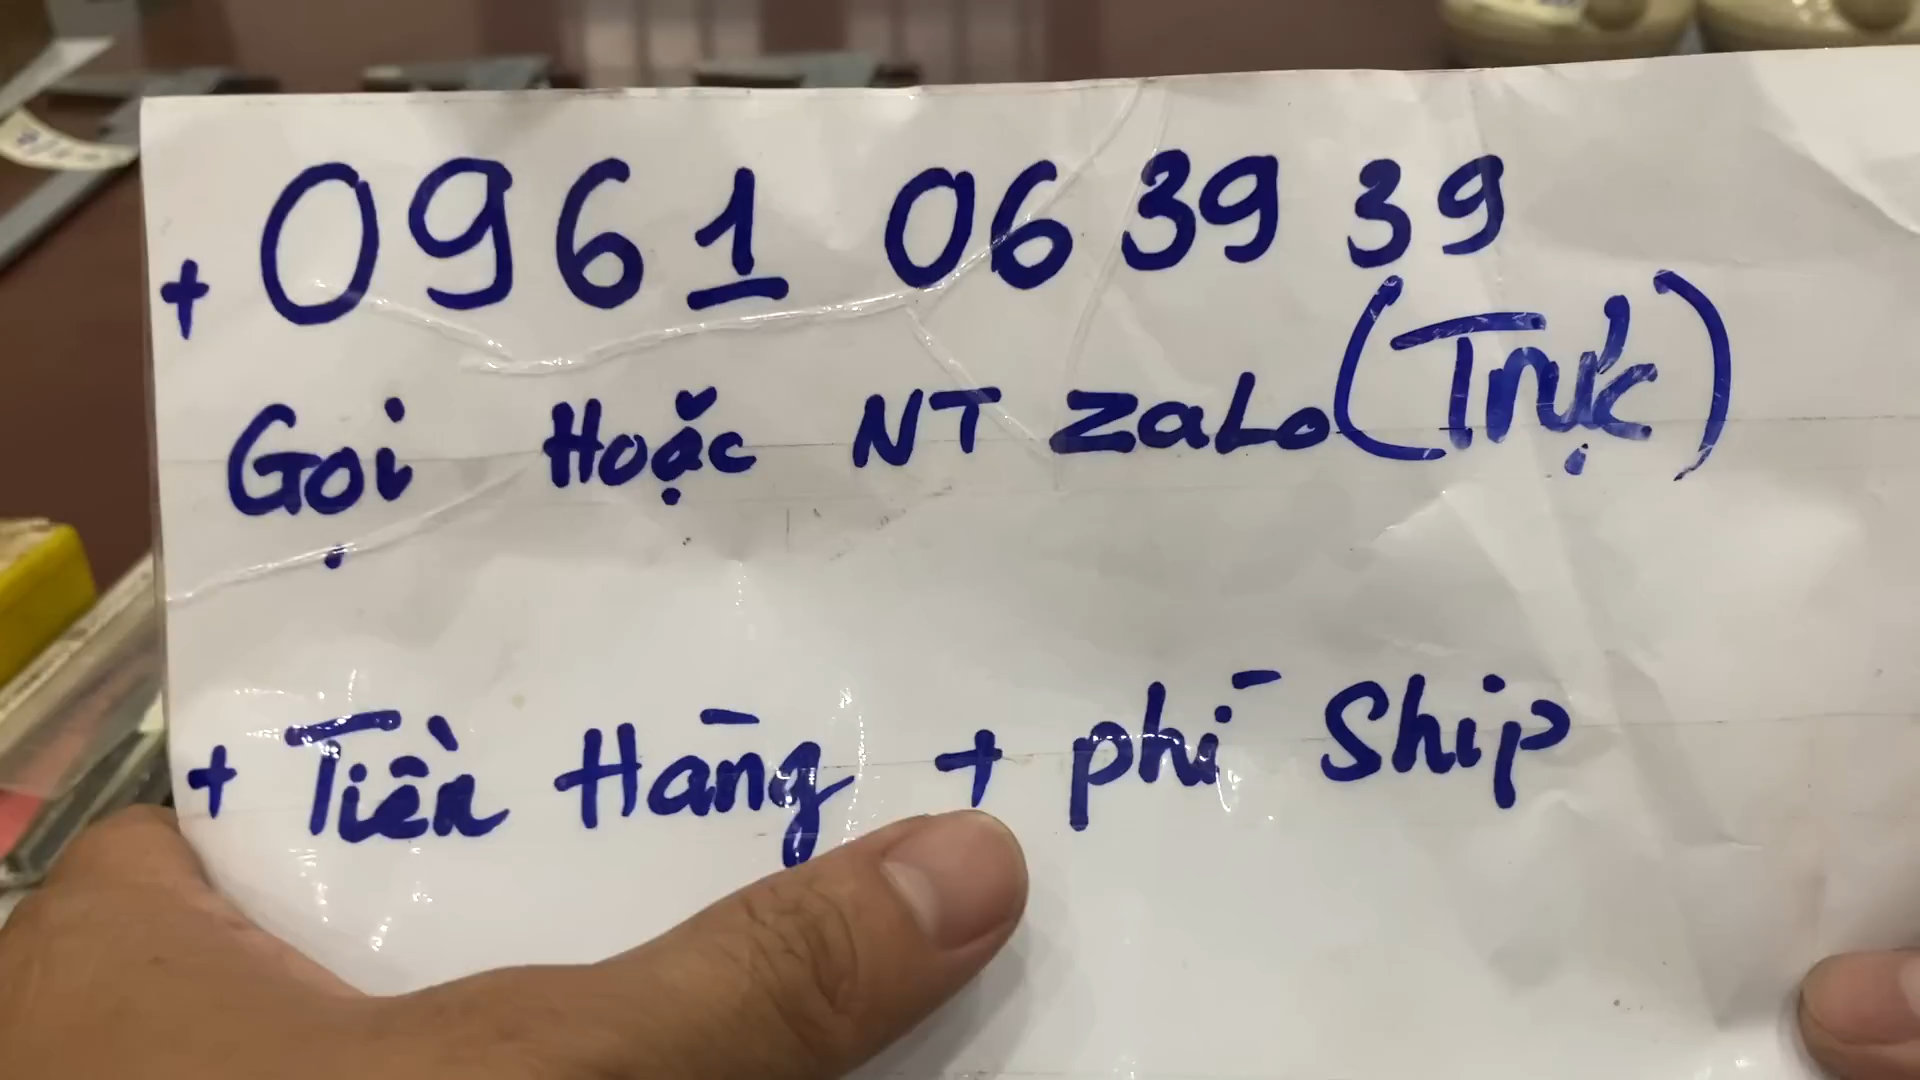 + 0961 06 39 39
Gọi Hoặc NT Zalo (Trực)
+ Tiền Hàng + phí Ship